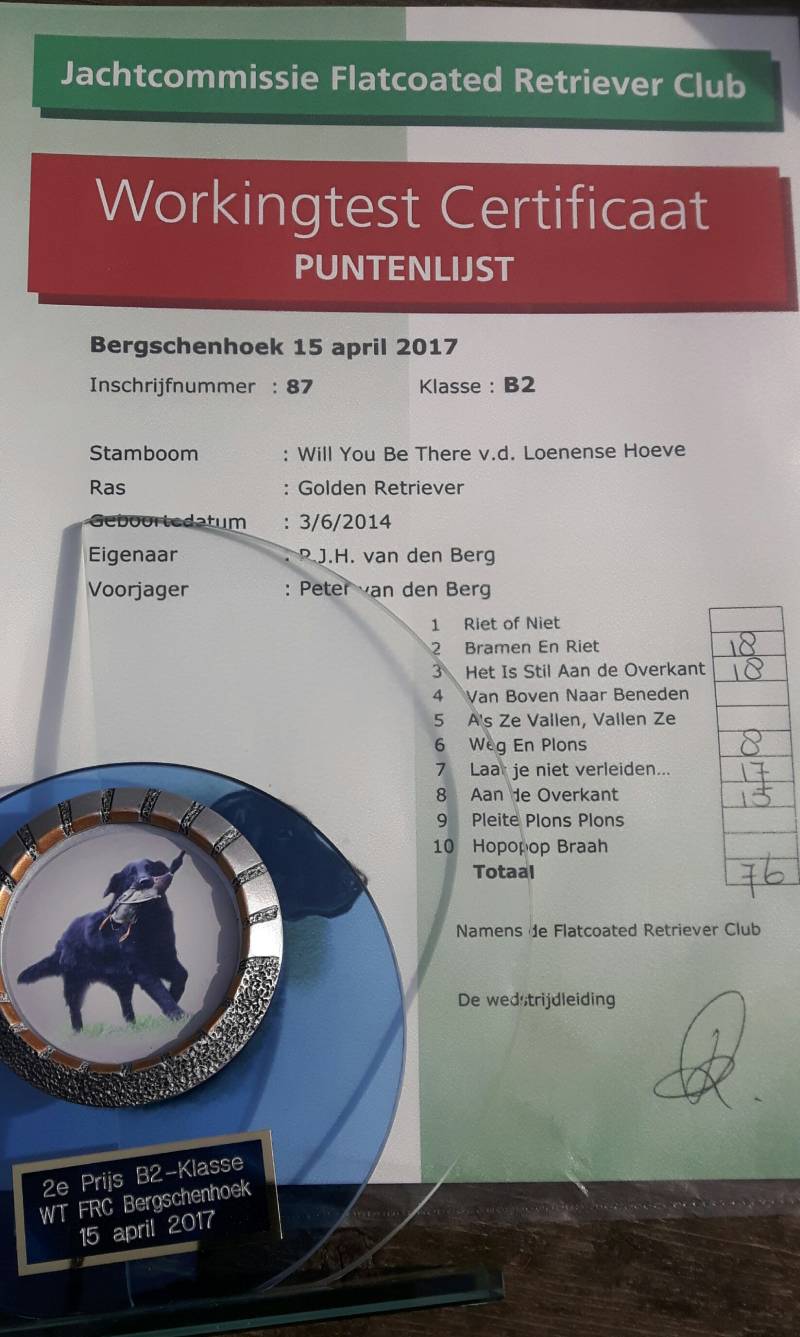 Jachtcommissie Flatcoated Retriever Club
Workingtest Certificaat
PUNTENLIJST
Bergschenhoek 15 april 2017
Inschrijfnummer : 87 Klasse : B2
Stamboom : Will You Be There v.d. Loenense Hoeve
Ras : Golden Retriever
Geboortedatum : 3/6/2014
Eigenaar : P.J.H. van den Berg
Voorjager : Peter van den Berg
1 Riet of Niet
2 Bramen En Riet 18
3 Het Is Stil Aan de Overkant 18
4 Van Boven Naar Beneden
5 A's Ze Vallen, Vallen Ze
6 Weg En Plons 8
7 Laat je niet verleiden... 17
8 Aan de Overkant 15
9 Pleite Plons Plons
10 Hopopop Braah
Totaal 76
Namens de Flatcoated Retriever Club
De wedstrijdleiding
2e Prijs B2-Klasse
WT FRC Bergschenhoek
15 april 2017